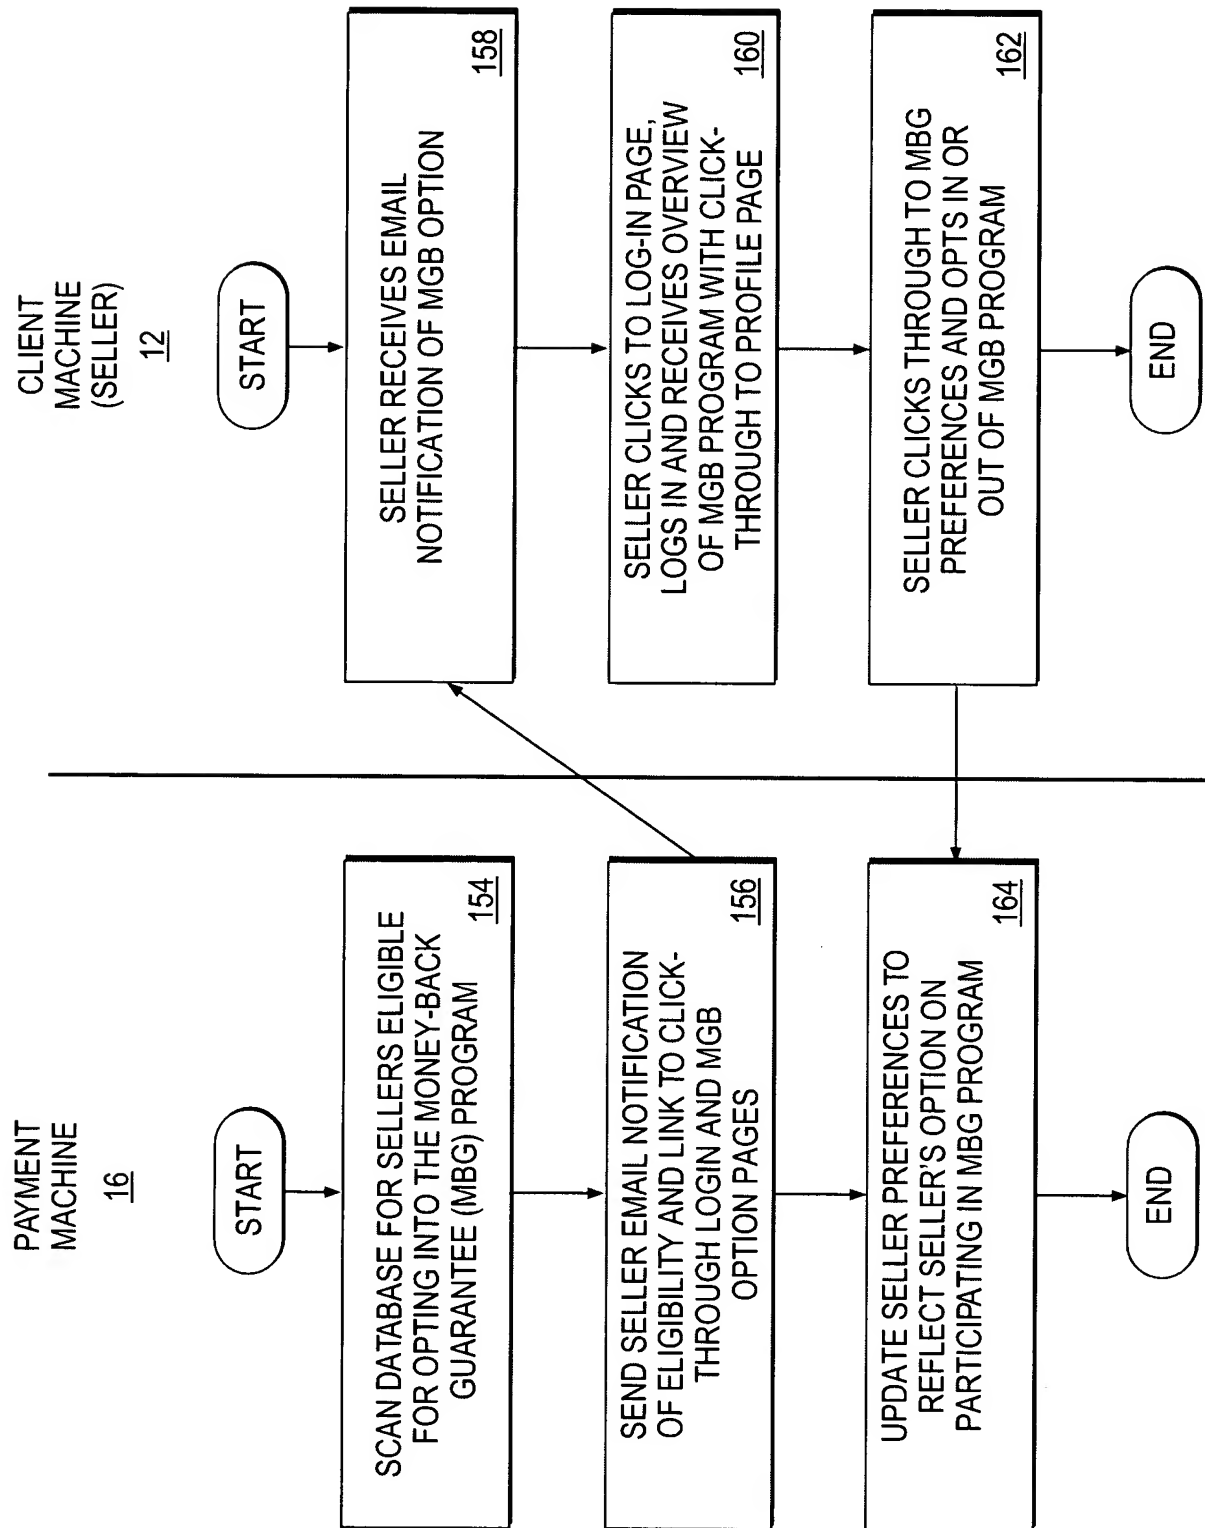 PAYMENT
MACHINE
16
START
SCAN DATABASE FOR SELLERS ELIGIBLE
FOR OPTING INTO THE MONEY-BACK
GUARANTEE (MBG) PROGRAM
154
SEND SELLER EMAIL NOTIFICATION
OF ELIGIBILITY AND LINK TO CLICK-
THROUGH LOGIN AND MGB
OPTION PAGES
156
UPDATE SELLER PREFERENCES TO
REFLECT SELLER'S OPTION ON
PARTICIPATING IN MBG PROGRAM
164
END
CLIENT
MACHINE
(SELLER)
12
START
SELLER RECEIVES EMAIL
NOTIFICATION OF MGB OPTION
158
SELLER CLICKS TO LOG-IN PAGE,
LOGS IN AND RECEIVES OVERVIEW
OF MGB PROGRAM WITH CLICK-
THROUGH TO PROFILE PAGE
160
SELLER CLICKS THROUGH TO MBG
PREFERENCES AND OPTS IN OR
OUT OF MGB PROGRAM
162
END